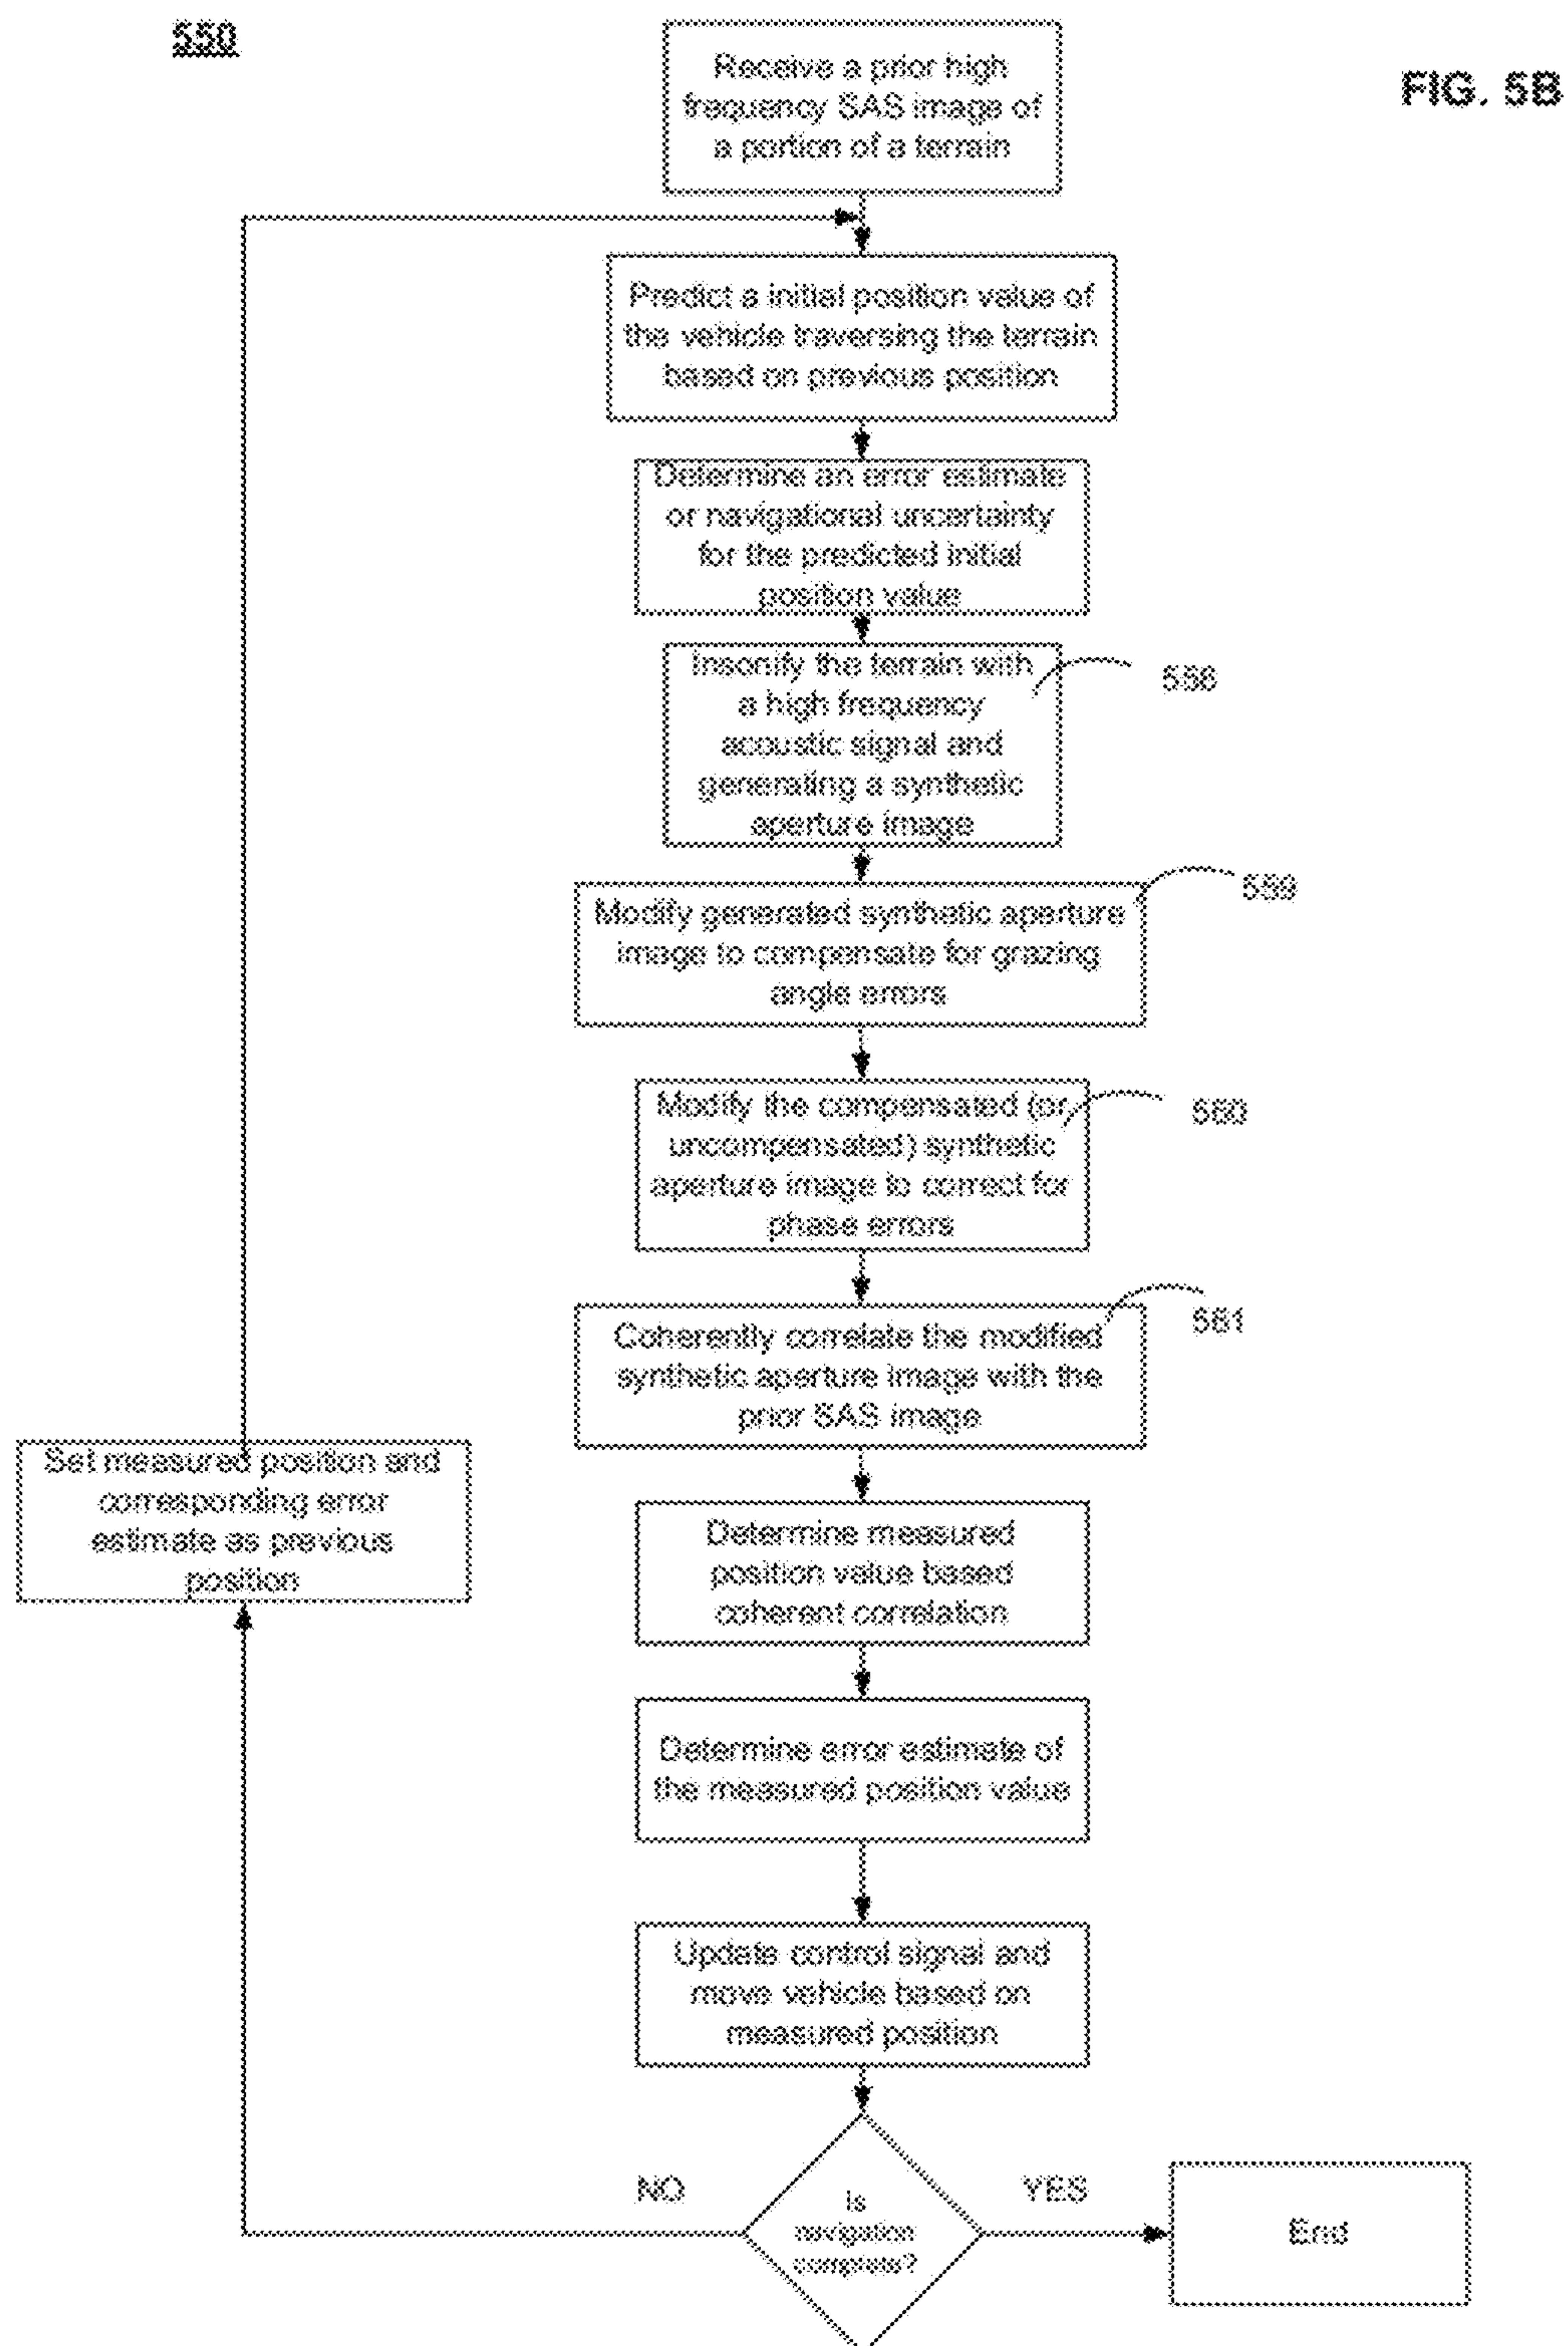 550
FIG. 5B
Receive a prior high
frequency SAS image of
a portion of a terrain
Predict a initial position value of
the vehicle traversing the terrain
based on previous position
Determine an error estimate
or navigational uncertainty
for the predicted initial
position value
Insonify the terrain with
a high frequency
acoustic signal and
generating a synthetic
aperture image
556
Modify generated synthetic aperture
image to compensate for grazing
angle errors
559
Modify the compensated (or
uncompensated) synthetic
aperture image to correct for
phase errors
560
Coherently correlate the modified
synthetic aperture image with the
prior SAS image
561
Set measured position and
corresponding error
estimate as previous
position
Determine measured
position value based
coherent correlation
Determine error estimate of
the measured position value
Update control signal and
move vehicle based on
measured position
NO
Is
navigation
complete?
YES
End